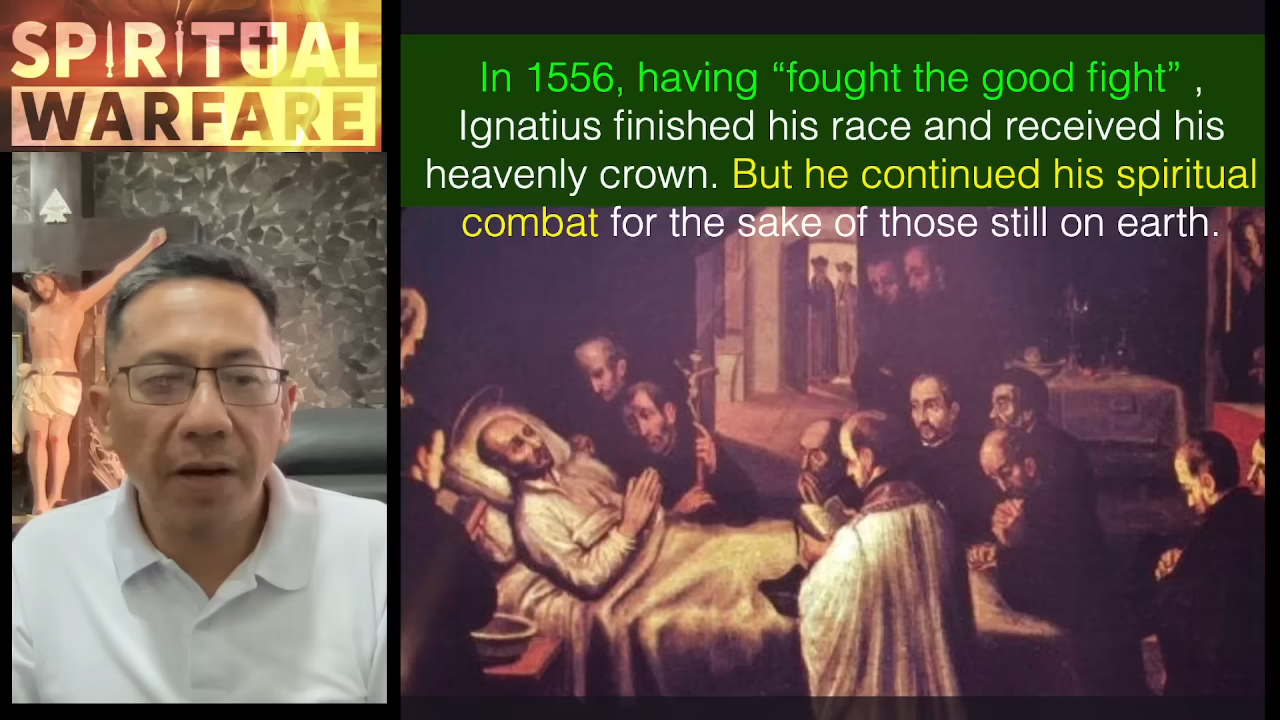 SPIRITUAL
WARFARE
In 1556, having “fought the good fight” ,
Ignatius finished his race and received his
heavenly crown. But he continued his spiritual
combat for the sake of those still on earth.